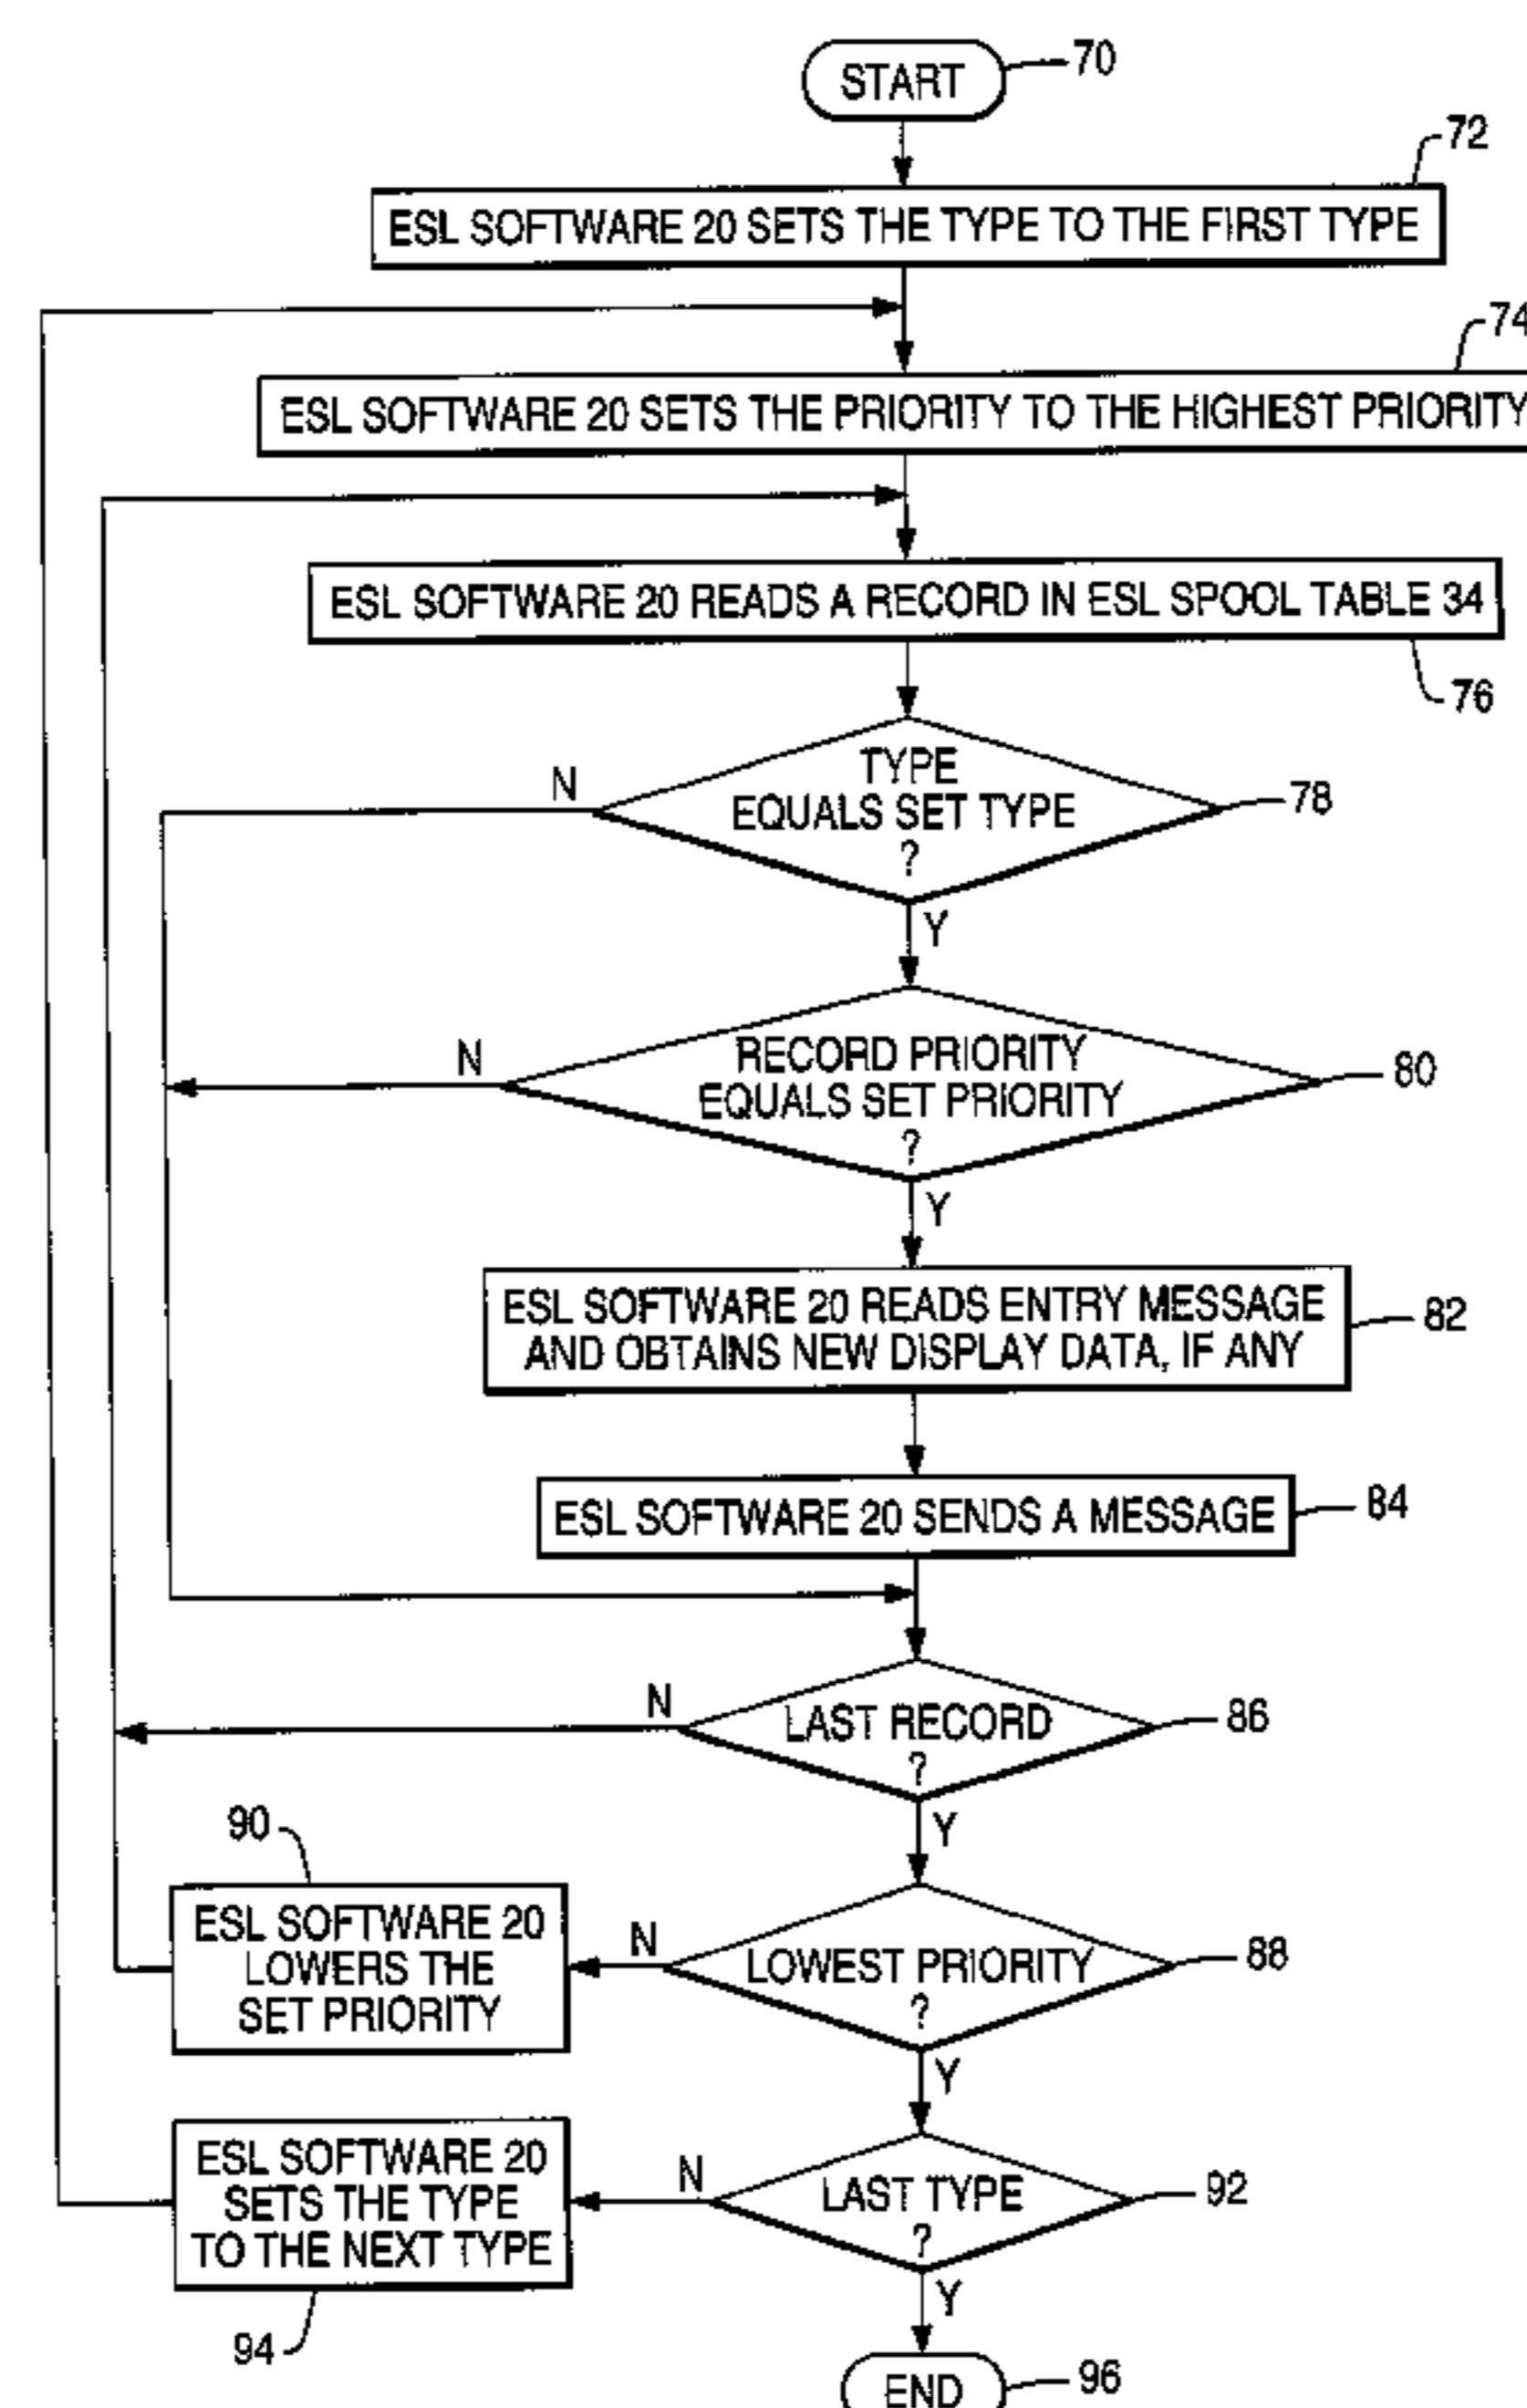 START
70
72
ESL SOFTWARE 20 SETS THE TYPE TO THE FIRST TYPE
74
ESL SOFTWARE 20 SETS THE PRIORITY TO THE HIGHEST PRIORITY
ESL SOFTWARE 20 READS A RECORD IN ESL SPOOL TABLE 34
76
TYPE
EQUALS SET TYPE
?
N
78
Y
RECORD PRIORITY
EQUALS SET PRIORITY
?
N
80
Y
ESL SOFTWARE 20 READS ENTRY MESSAGE
AND OBTAINS NEW DISPLAY DATA, IF ANY
82
ESL SOFTWARE 20 SENDS A MESSAGE
84
N
LAST RECORD
?
86
Y
90
ESL SOFTWARE 20
LOWERS THE
SET PRIORITY
N
LOWEST PRIORITY
?
88
Y
ESL SOFTWARE 20
SETS THE TYPE
TO THE NEXT TYPE
94
N
LAST TYPE
?
92
Y
END
96